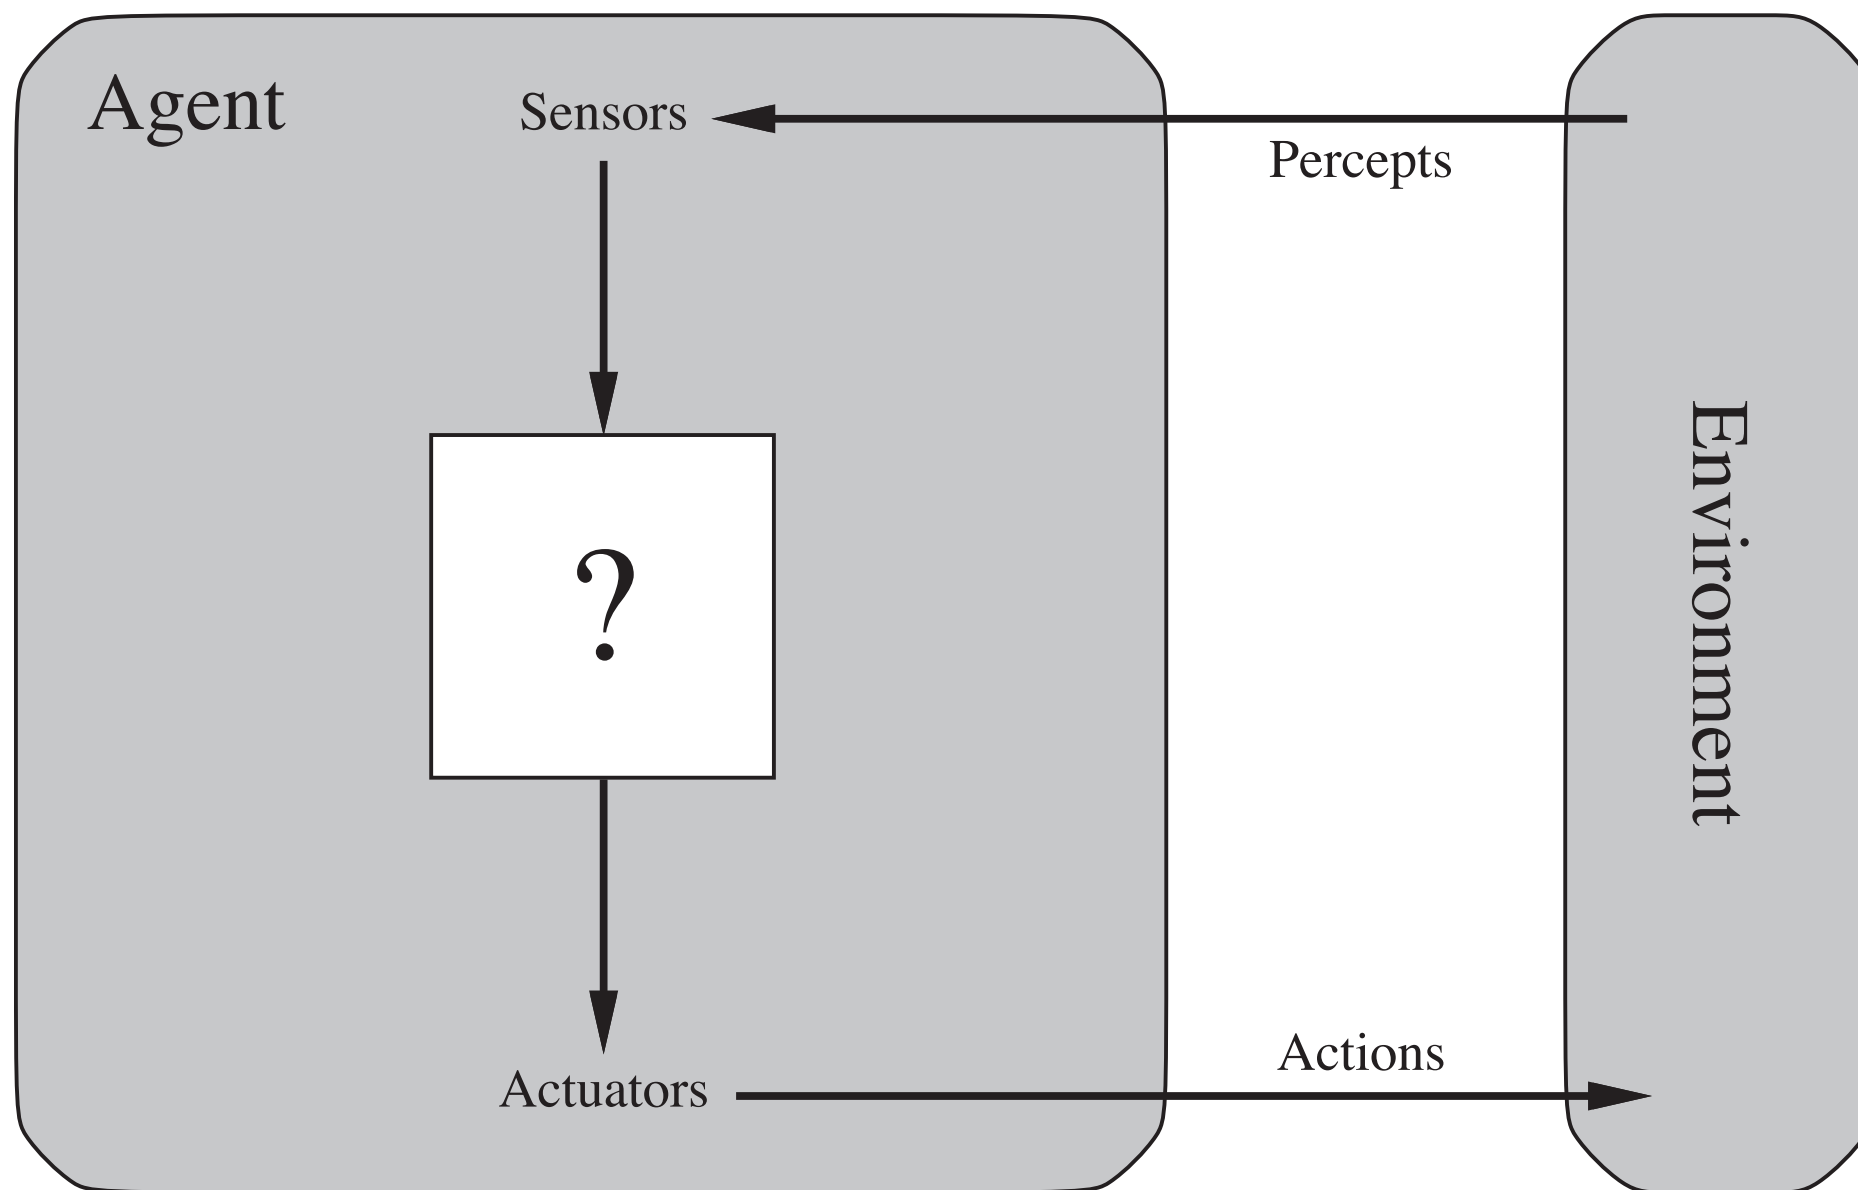 Agent
Sensors
Percepts
?
Environment
Actions
Actuators